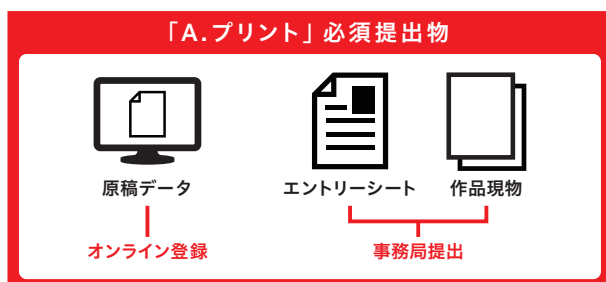 「A.プリント」必須提出物
原稿データ
エントリーシート
作品現物
オンライン登録
事務局提出